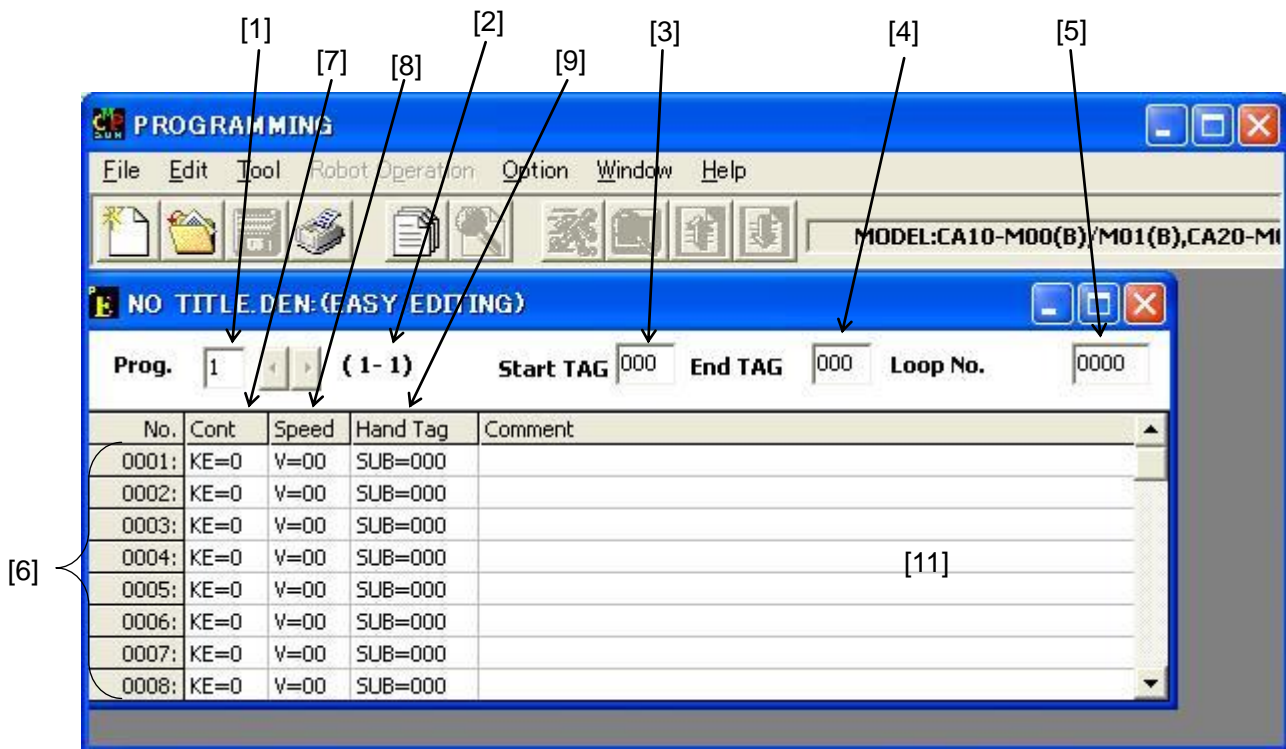 [1] [2] [3] [4] [5]
[7] [8] [9]
PROGRAMMING
File Edit Tool Robot Operation Option Window Help
MODEL:CA10-M00(B)/M01(B),CA20-M
NO TITLE.DEN:(EASY EDITING)
Prog. 1 ( 1- 1) Start TAG 000 End TAG 000 Loop No. 0000
No. Cont Speed Hand Tag Comment
0001: KE=0 V=00 SUB=000
0002: KE=0 V=00 SUB=000
0003: KE=0 V=00 SUB=000
0004: KE=0 V=00 SUB=000
[6] [11]
0005: KE=0 V=00 SUB=000
0006: KE=0 V=00 SUB=000
0007: KE=0 V=00 SUB=000
0008: KE=0 V=00 SUB=000